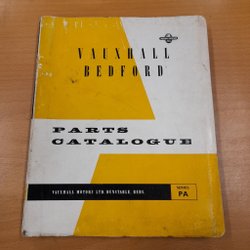 VAUXHALL
BEDFORD
PARTS
CATALOGUE
VAUXHALL MOTORS LTD DUNSTABLE, BEDS.
SERIES
PA